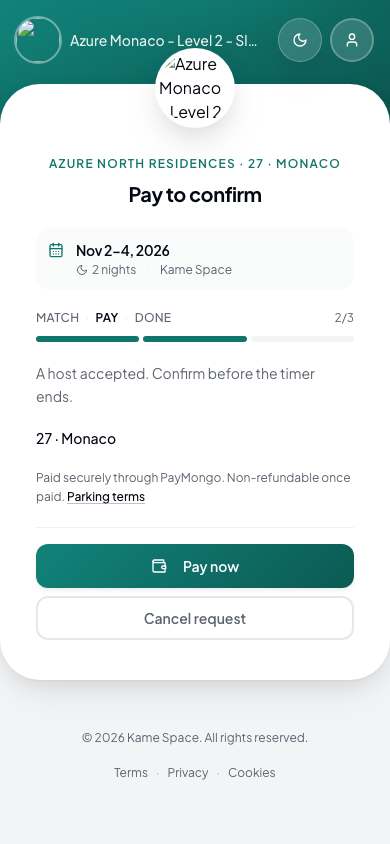 Azure Monaco - Level 2 - Sl...
Azure
Monaco
Level 2
AZURE NORTH RESIDENCES · 27 · MONACO
Pay to confirm
Nov 2–4, 2026
2 nights · Kame Space
MATCH · PAY · DONE 2/3
A host accepted. Confirm before the timer
ends.
27 · Monaco
Paid securely through PayMongo. Non-refundable once
paid. Parking terms
Pay now
Cancel request
© 2026 Kame Space. All rights reserved.
Terms · Privacy · Cookies